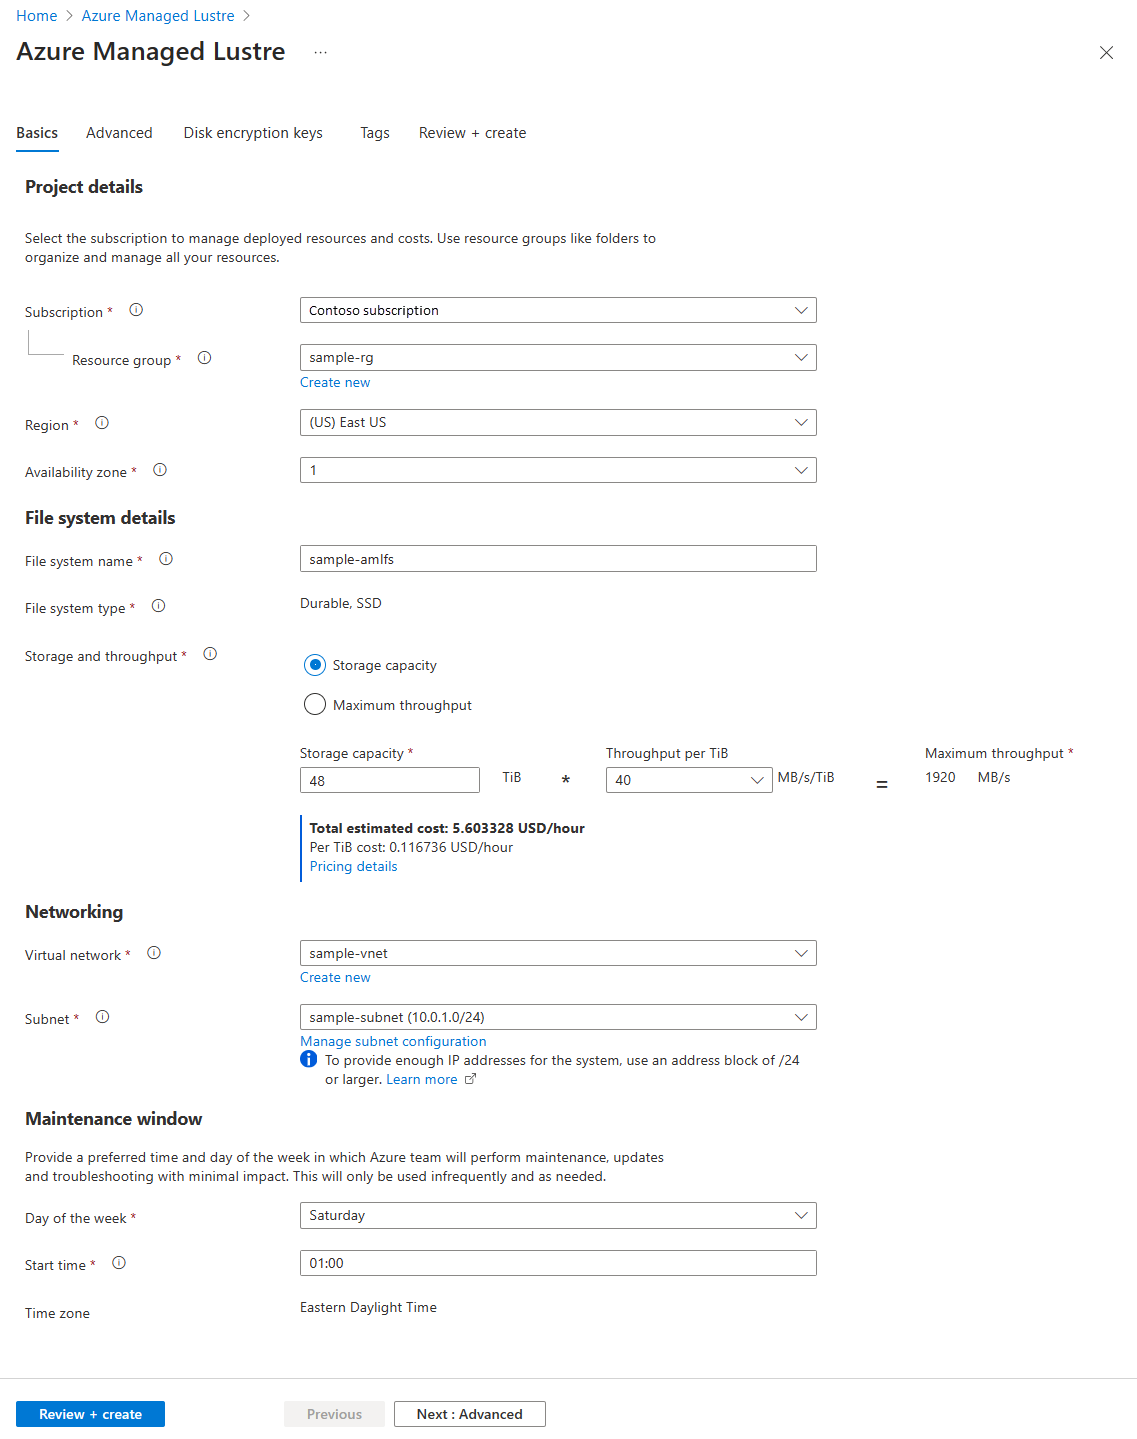 Home > Azure Managed Lustre >
Azure Managed Lustre ...
Basics Advanced Disk encryption keys Tags Review + create
Project details
Select the subscription to manage deployed resources and costs. Use resource groups like folders to
organize and manage all your resources.
Subscription * Contoso subscription
Resource group * sample-rg
Create new
Region * (US) East US
Availability zone * 1
File system details
File system name * sample-amlfs
File system type * Durable, SSD
Storage and throughput *
Storage capacity
Maximum throughput
Storage capacity * Throughput per TiB Maximum throughput *
48 TiB * 40 MB/s/TiB = 1920 MB/s
Total estimated cost: 5.603328 USD/hour
Per TiB cost: 0.116736 USD/hour
Pricing details
Networking
Virtual network * sample-vnet
Create new
Subnet * sample-subnet (10.0.1.0/24)
Manage subnet configuration
To provide enough IP addresses for the system, use an address block of /24
or larger. Learn more
Maintenance window
Provide a preferred time and day of the week in which Azure team will perform maintenance, updates
and troubleshooting with minimal impact. This will only be used infrequently and as needed.
Day of the week * Saturday
Start time * 01:00
Time zone Eastern Daylight Time
Review + create Previous Next : Advanced